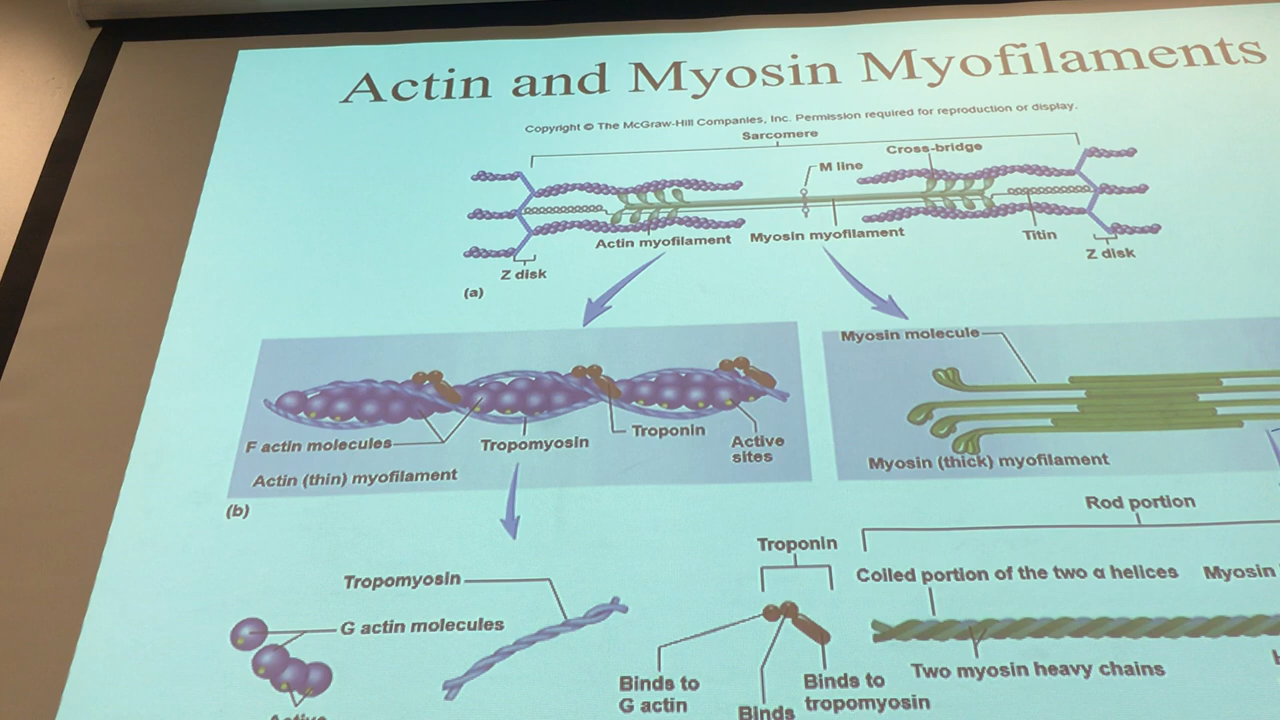 Actin and Myosin Myofilaments
Copyright © The McGraw-Hill Companies, Inc. Permission required for reproduction or display.
Sarcomere
Cross-bridge
M line
Actin myofilament
Myosin myofilament
Titin
Z disk
Z disk
(a)
Myosin molecule
F actin molecules
Tropomyosin
Troponin
Active
sites
Actin (thin) myofilament
Myosin (thick) myofilament
(b)
Rod portion
Troponin
Tropomyosin
Coiled portion of the two α helices
Myosin
G actin molecules
Two myosin heavy chains
Binds to
G actin
Binds
Binds to
tropomyosin